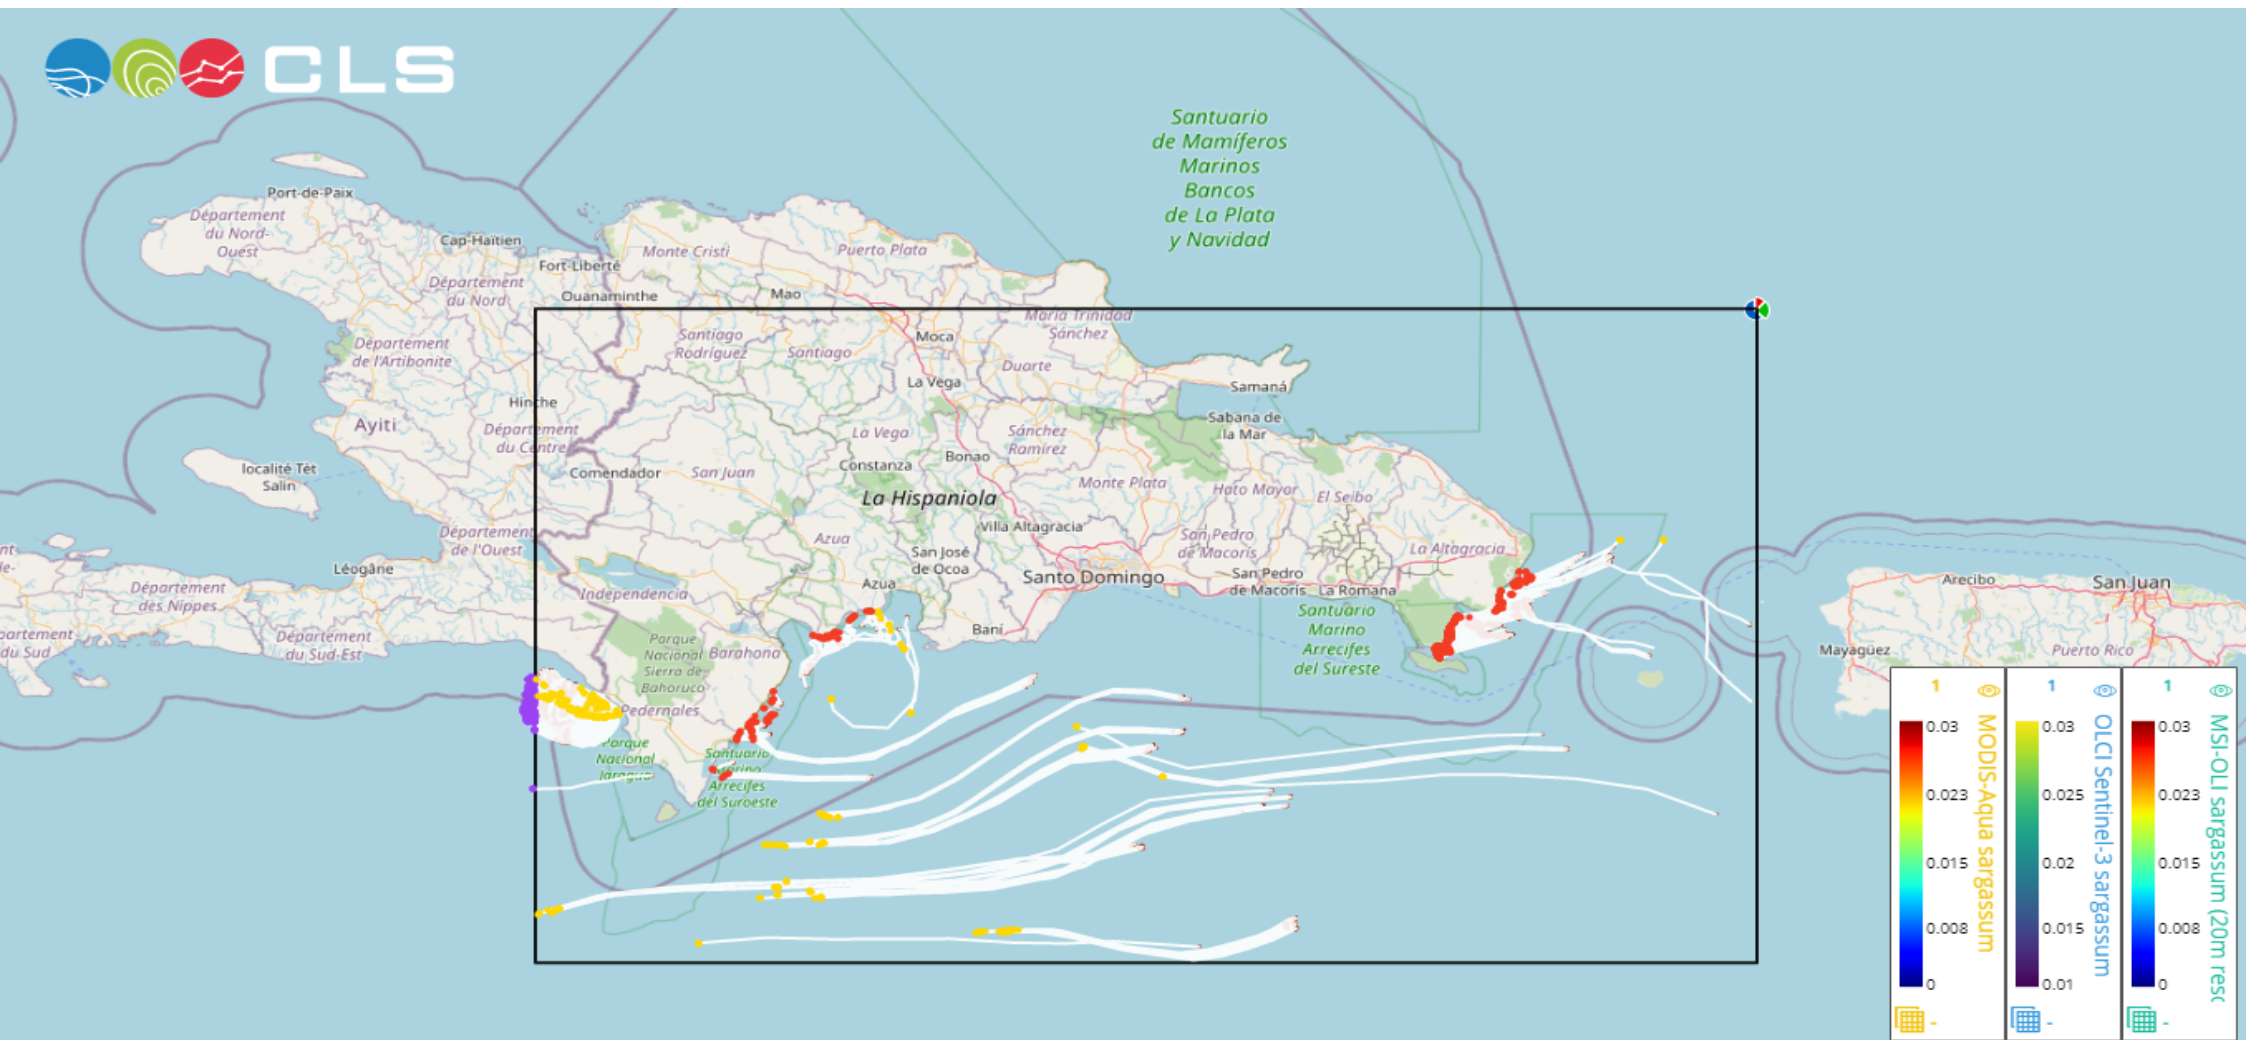 CLS
Santuario
de Mamíferos
Marinos
Bancos
de La Plata
y Navidad
Port-de-Paix
Département
du Nord-
Ouest
Cap-Haïtien
Fort-Liberté
Ouanaminthe
Monte Cristi
Puerto Plata
Département
du Nord
Mao
María Trinidad
Sánchez
Santiago
Rodríguez
Santiago
Moca
Département
de l'Artibonite
Duarte
La Vega
Samaná
Hinche
Sabana de
la Mar
Ayiti
Département
du Centre
La Vega
Sánchez
Ramírez
localité Tèt
Salin
Comendador
San Juan
Constanza
Bonao
Monte Plata
Hato Mayor
El Seibo
La Hispaniola
Villa Altagracia
Département
de l'Ouest
Azua
San José
de Ocoa
San Pedro
de Macorís
La Altagracia
Léogâne
Azua
Santo Domingo
San Pedro
de Macorís
La Romana
Arecibo
San Juan
Département
des Nippes
Independencia
Santuario
Marino
Arrecifes
del Sureste
Baní
partement
du Sud
Département
du Sud-Est
Parque
Nacional
Sierra de
Bahoruco
Barahona
Mayagüez
Puerto Rico
Pedernales
Parque
Nacional
Jaragua
Santuario
Marino
Arrecifes
del Suroeste
1
0.03
0.023
0.015
0.008
0
MODIS-Aqua sargassum
-
1
0.03
0.025
0.02
0.015
0.01
OLCI Sentinel-3 sargassum
-
1
0.03
0.023
0.015
0.008
0
MSI-OLI sargassum (20m resc
-